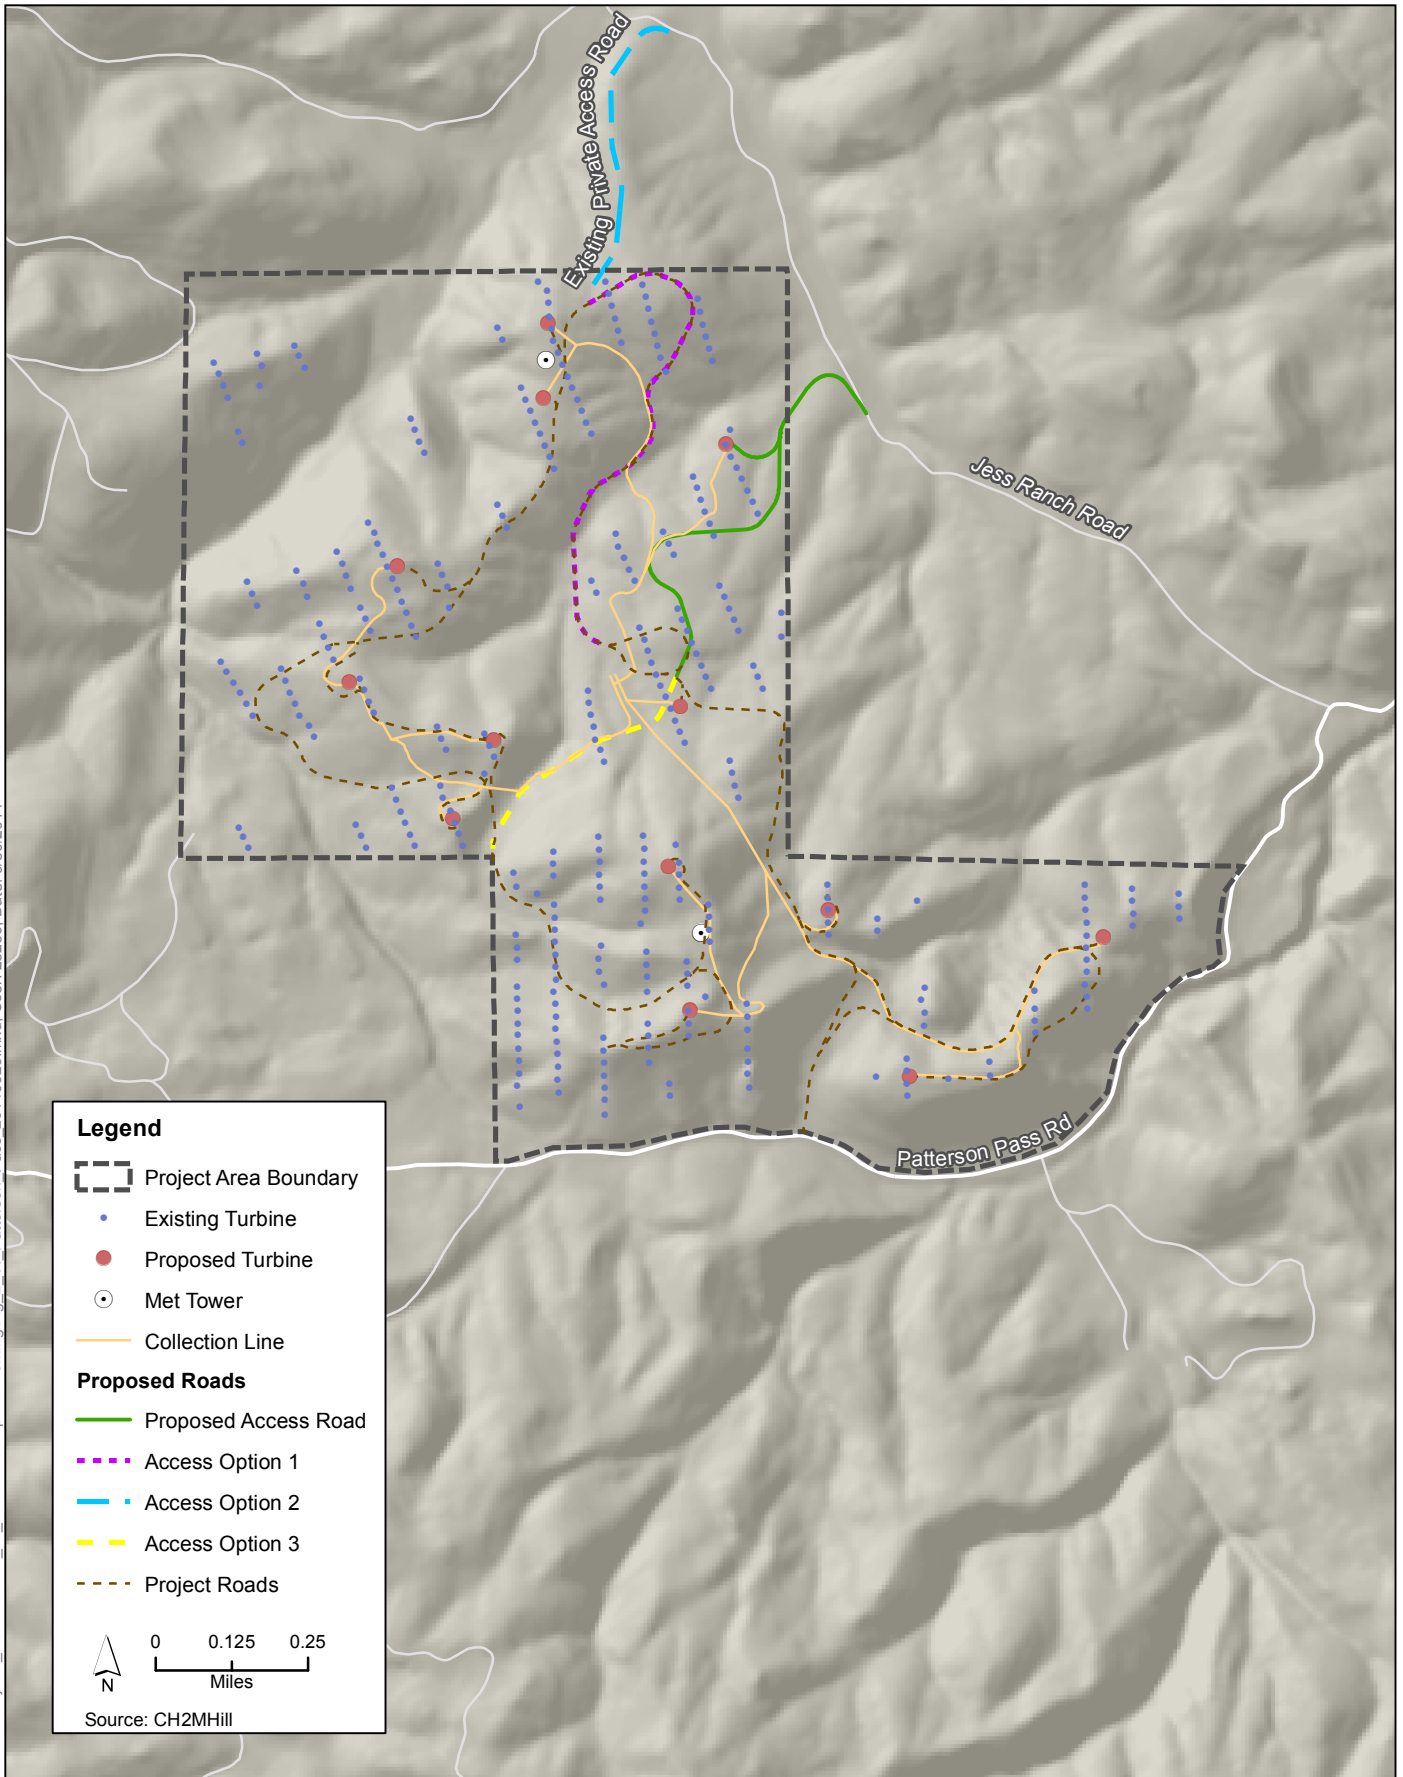 Existing Private Access Road
Jess Ranch Road
Patterson Pass Rd
Legend
Project Area Boundary
Existing Turbine
Proposed Turbine
Met Tower
Collection Line
Proposed Roads
Proposed Access Road
Access Option 1
Access Option 2
Access Option 3
Project Roads
0 0.125 0.25
Miles
N
Source: CH2MHill